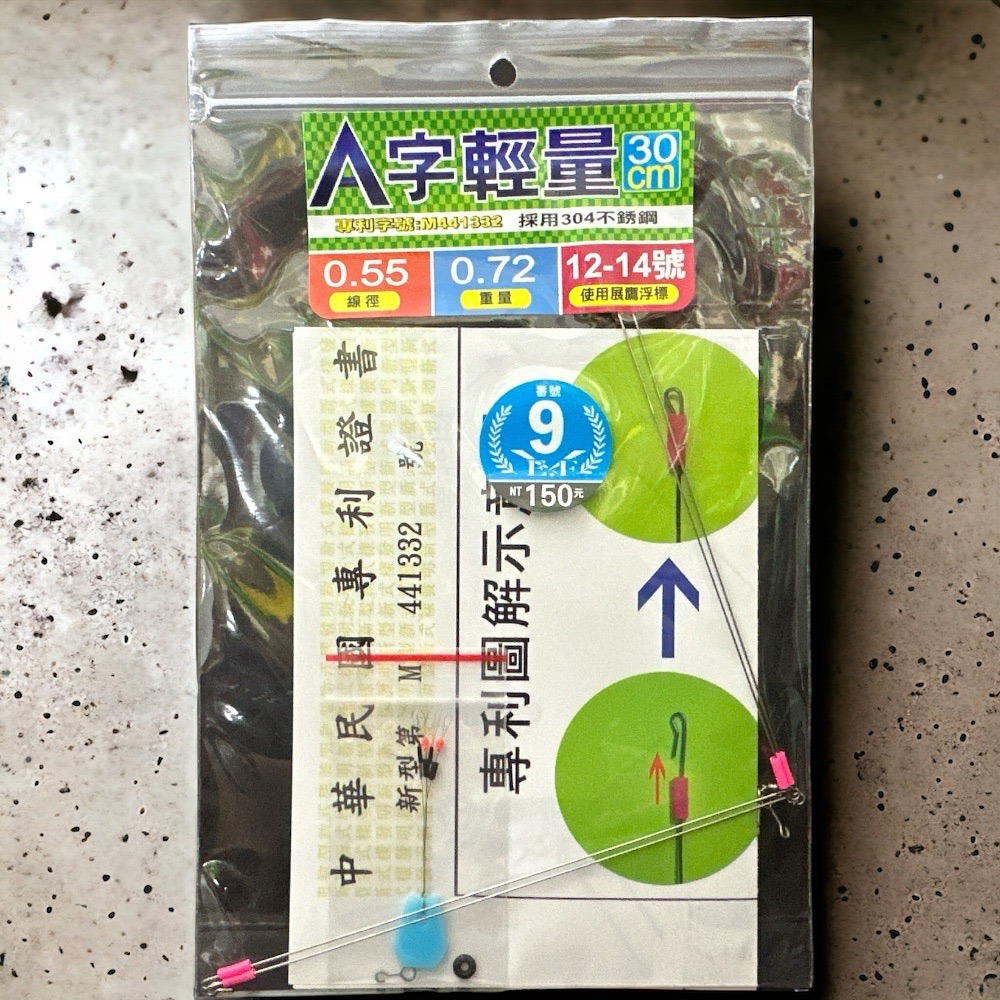 A字輕量 30cm
專利字號:M441332 採用304不銹鋼
0.55 線徑
0.72 重量
12-14號 使用展鷹浮標
番號
9
NT150元
中華民國專利證書
新型第 M 441332 號
專利圖解示